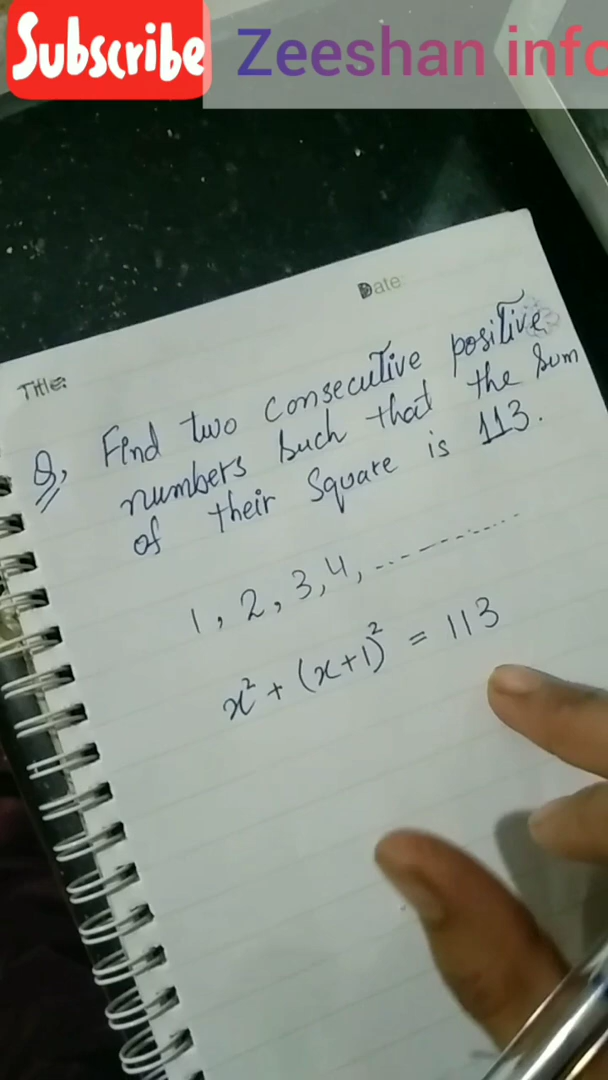 Subscribe Zeeshan info
Date
Title:
Q, Find two consecutive positive
numbers such that the sum
of their square is 113.
1, 2, 3, 4, ----------
x² + (x+1)² = 113